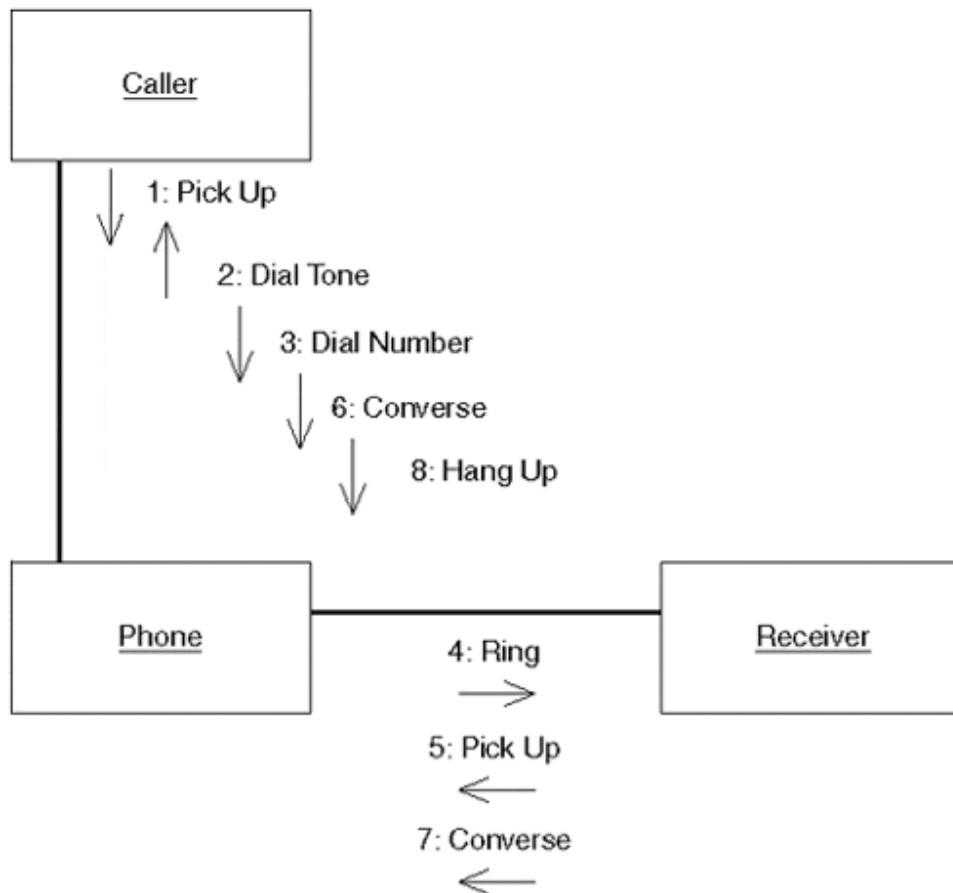 Caller
1: Pick Up
2: Dial Tone
3: Dial Number
6: Converse
8: Hang Up
Phone
Receiver
4: Ring
5: Pick Up
7: Converse